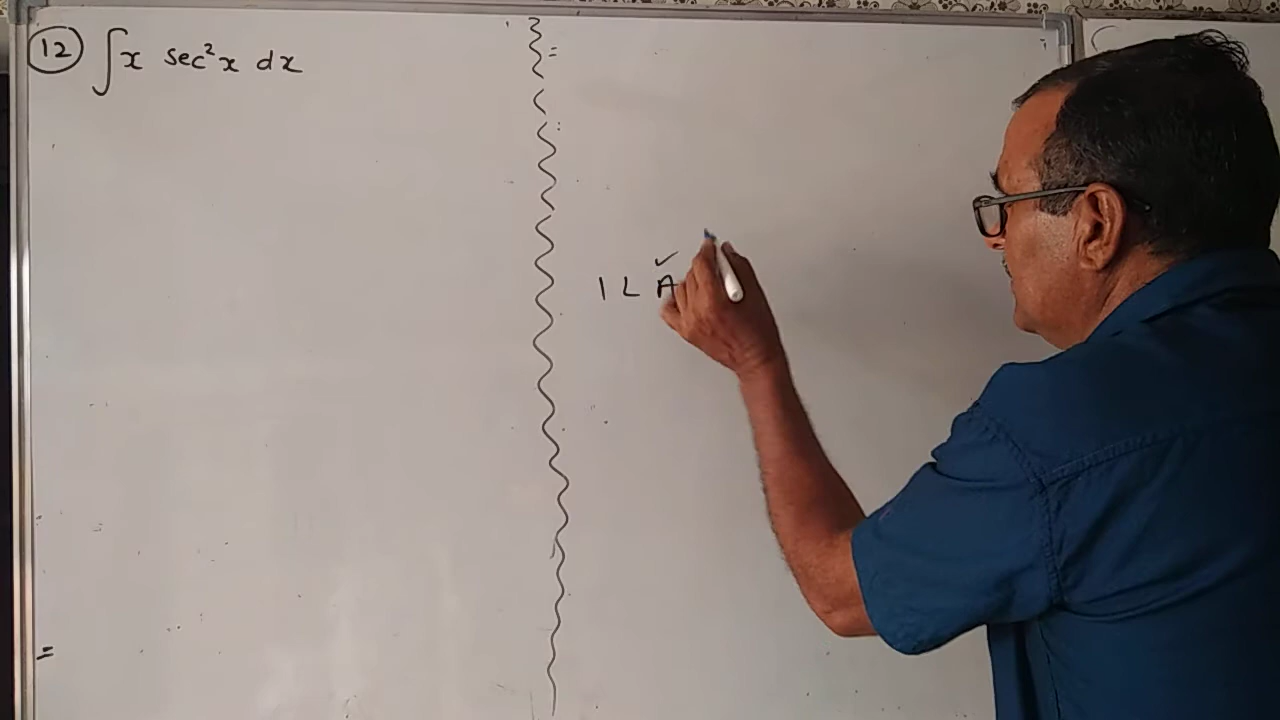 (12) ∫x sec²x dx
=
I L A ✓
=